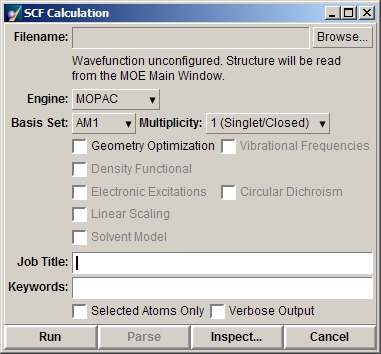 SCF Calculation
Filename: Browse...
Wavefunction unconfigured. Structure will be read
from the MOE Main Window.
Engine: MOPAC
Basis Set: AM1 Multiplicity: 1 (Singlet/Closed)
Geometry Optimization Vibrational Frequencies
Density Functional
Electronic Excitations Circular Dichroism
Linear Scaling
Solvent Model
Job Title:
Keywords:
Selected Atoms Only Verbose Output
Run Parse Inspect... Cancel